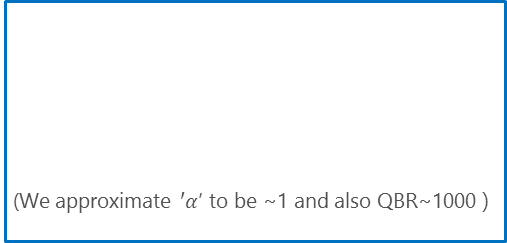 (We approximate '𝛼' to be ~1 and also QBR~1000 )